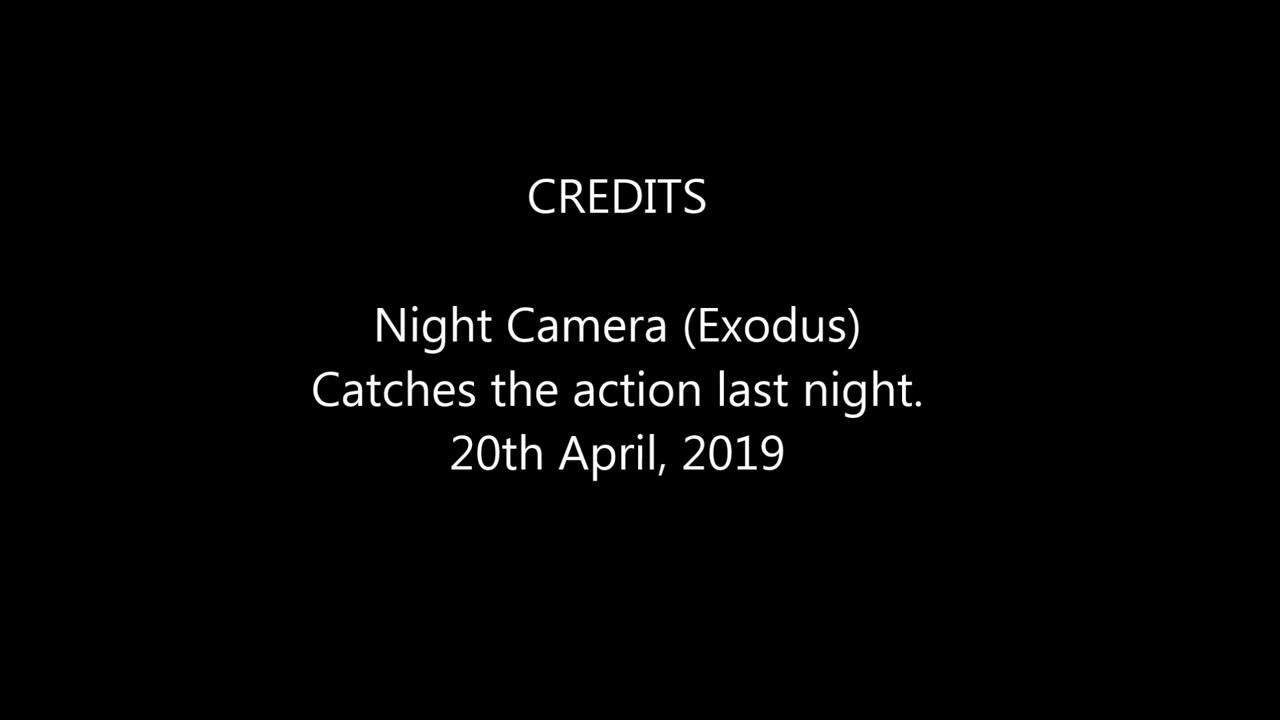 CREDITS
Night Camera (Exodus)
Catches the action last night.
20th April, 2019